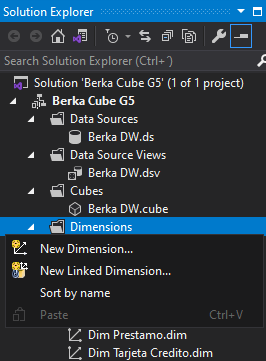 Solution Explorer
Search Solution Explorer (Ctrl+´)
Solution 'Berka Cube G5' (1 of 1 project)
Berka Cube G5
Data Sources
Berka DW.ds
Data Source Views
Berka DW.dsv
Cubes
Berka DW.cube
Dimensions
New Dimension...
New Linked Dimension...
Sort by name
Paste Ctrl+V
Dim Prestamo.dim
Dim Tarjeta Credito.dim